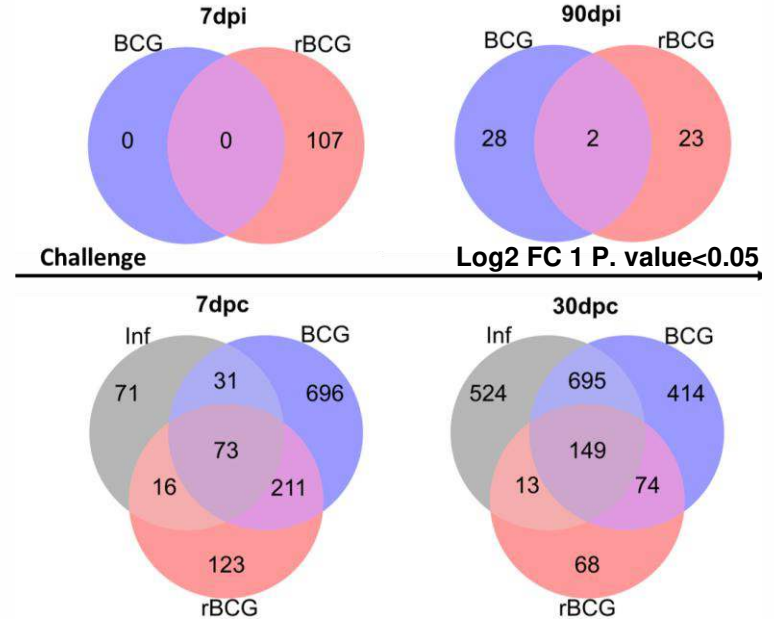 7dpi
BCG rBCG
0 0 107
90dpi
BCG rBCG
28 2 23
Challenge
Log2 FC 1 P. value<0.05
7dpc
Inf BCG
71 31 696
73
16 211
123
rBCG
30dpc
Inf BCG
524 695 414
149
13 74
68
rBCG